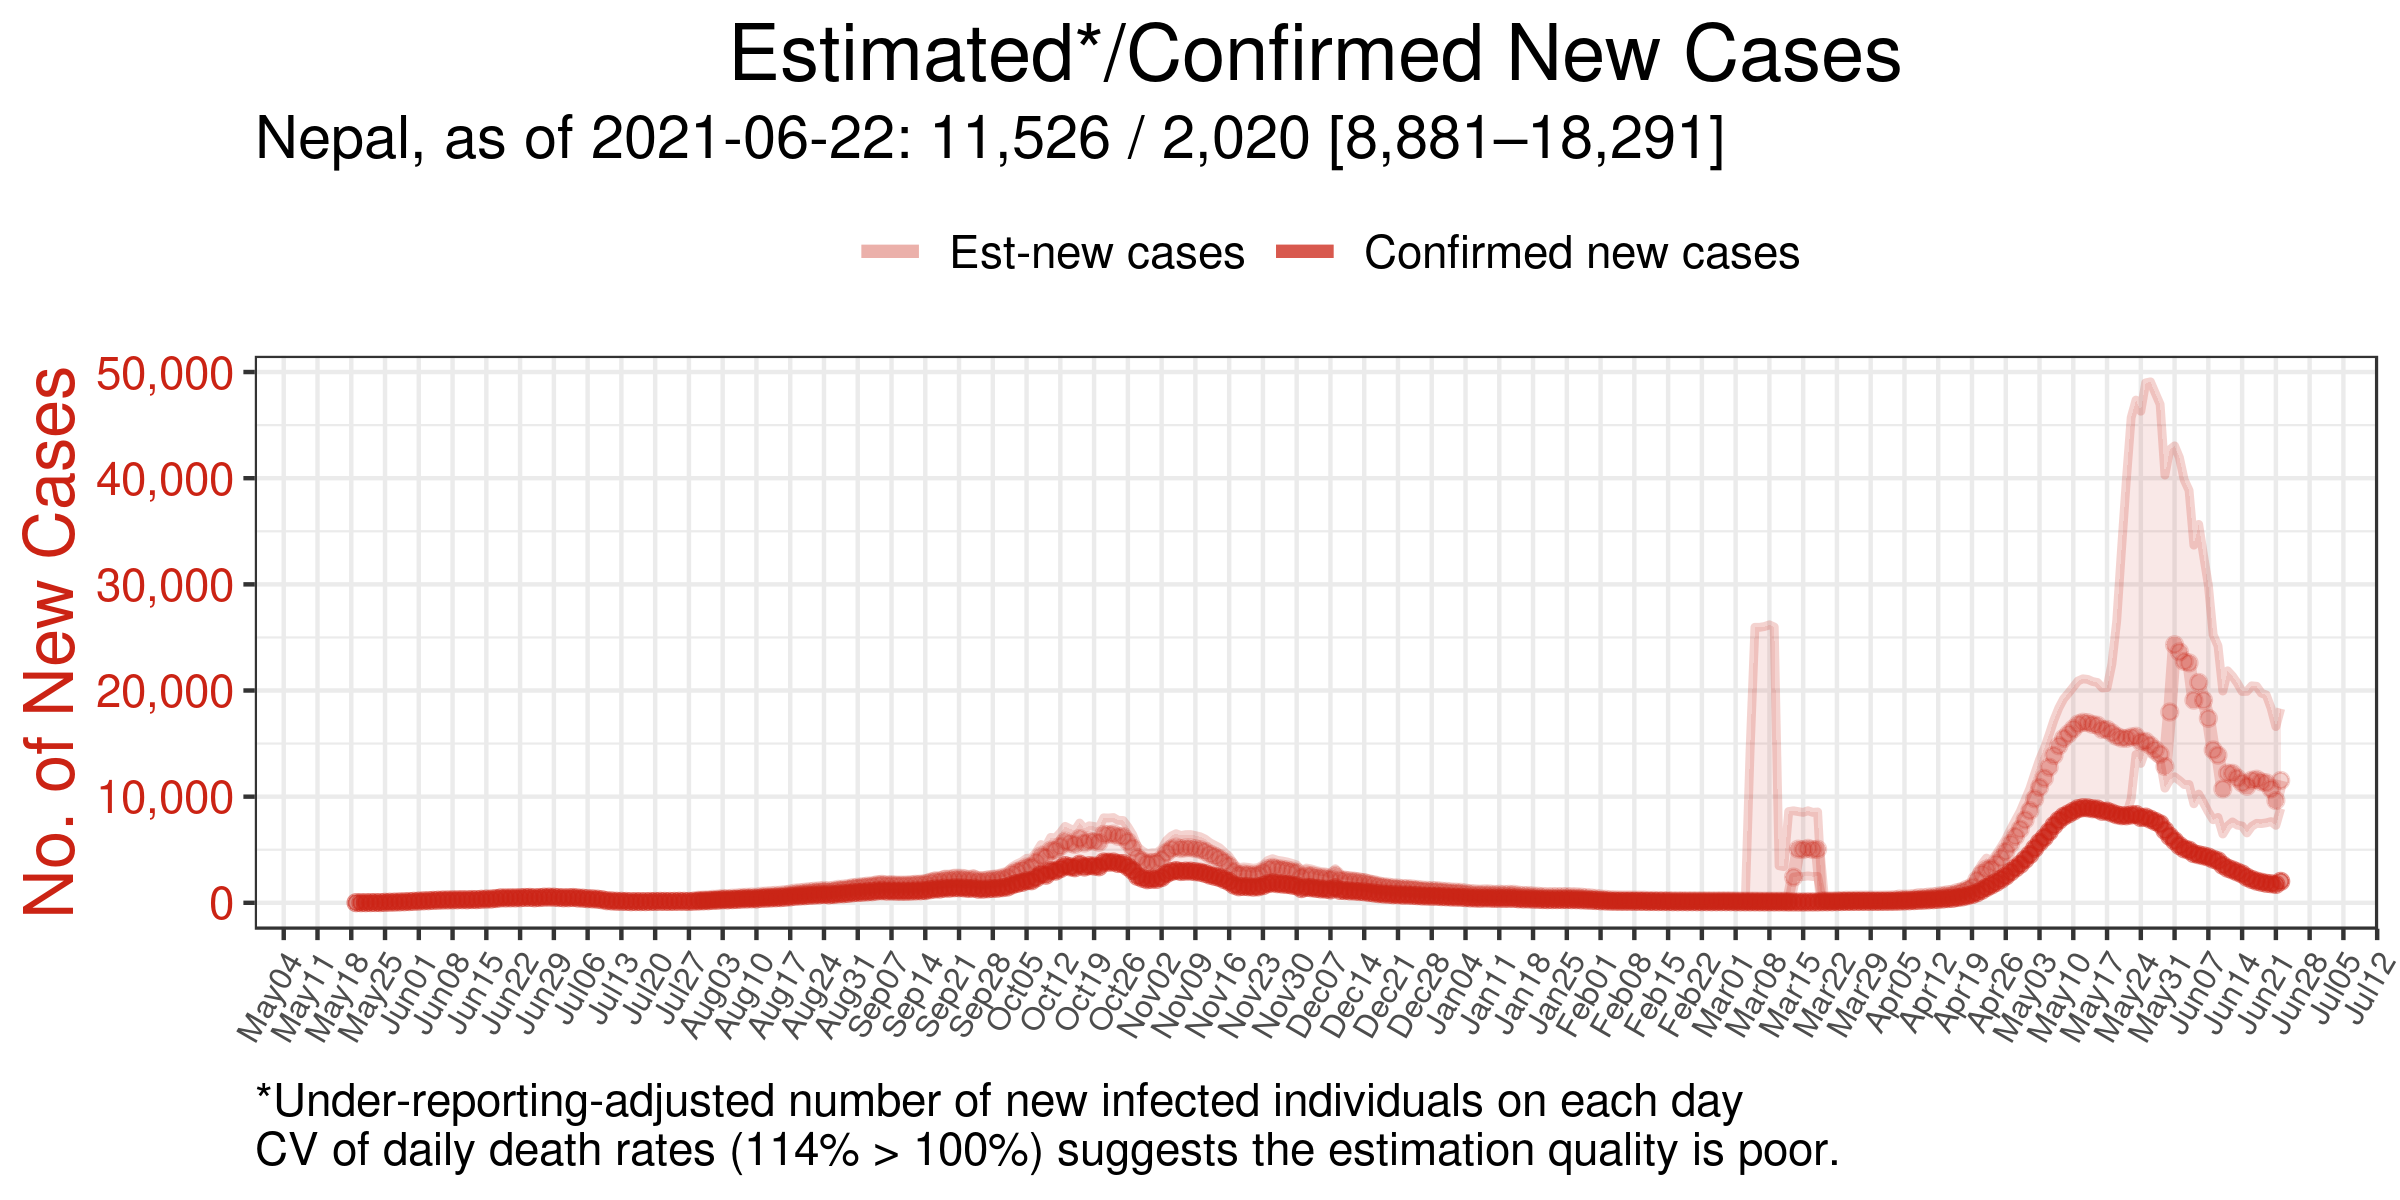 Estimated*/Confirmed New Cases
Nepal, as of 2021-06-22: 11,526 / 2,020 [8,881–18,291]
Est-new cases
Confirmed new cases
No. of New Cases
50,000
40,000
30,000
20,000
10,000
0
May04
May11
May18
May25
Jun01
Jun08
Jun15
Jun22
Jun29
Jul06
Jul13
Jul20
Jul27
Aug03
Aug10
Aug17
Aug24
Aug31
Sep07
Sep14
Sep21
Sep28
Oct05
Oct12
Oct19
Oct26
Nov02
Nov09
Nov16
Nov23
Nov30
Dec07
Dec14
Dec21
Dec28
Jan04
Jan11
Jan18
Jan25
Feb01
Feb08
Feb15
Feb22
Mar01
Mar08
Mar15
Mar22
Mar29
Apr05
Apr12
Apr19
Apr26
May03
May10
May17
May24
May31
Jun07
Jun14
Jun21
Jun28
Jul05
Jul12
*Under-reporting-adjusted number of new infected individuals on each day
CV of daily death rates (114% > 100%) suggests the estimation quality is poor.